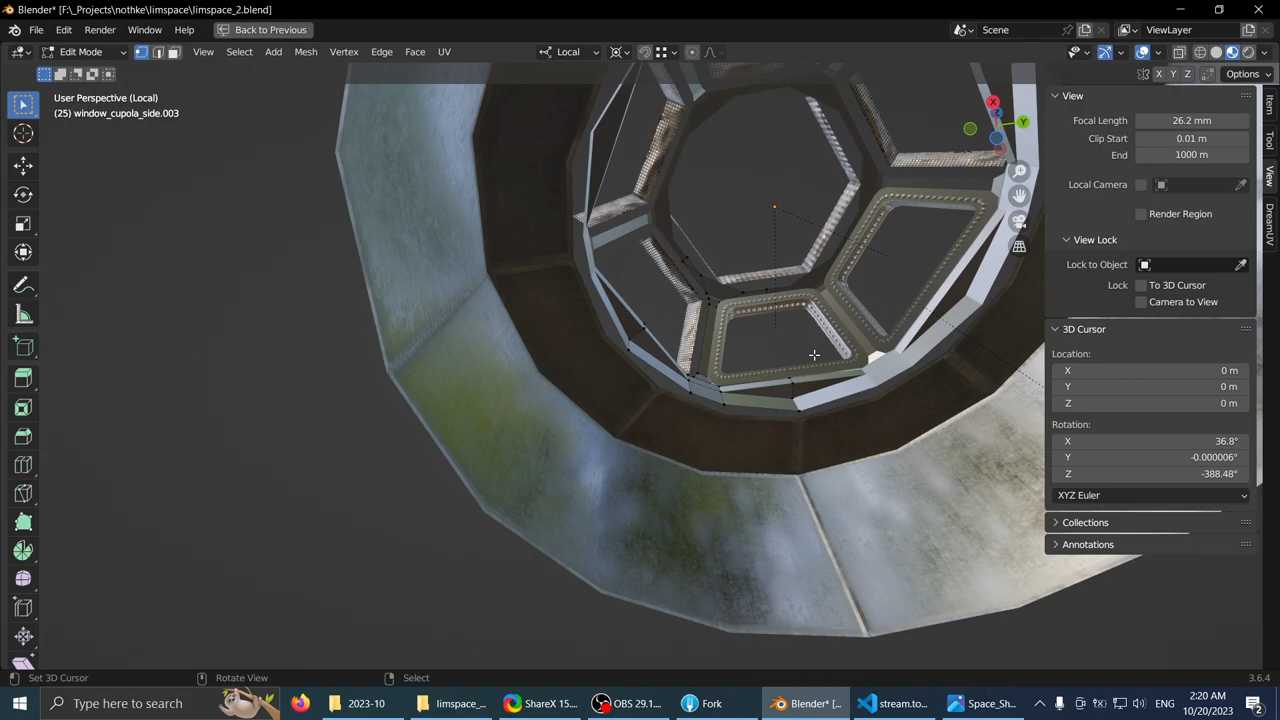 Blender* [F:\_Projects\nothke\limspace\limspace_2.blend]
File Edit Render Window Help Back to Previous Scene ViewLayer
Edit Mode View Select Add Mesh Vertex Edge Face UV Local
X Y Z Options
User Perspective (Local)
(25) window_cupola_side.003
X
Y
Z
View
Focal Length 26.2 mm
Clip Start 0.01 m
End 1000 m
Local Camera
Render Region
View Lock
Lock to Object
Lock To 3D Cursor
Camera to View
3D Cursor
Location:
X 0 m
Y 0 m
Z 0 m
Rotation:
X 36.8°
Y -0.000006°
Z -388.48°
XYZ Euler
Collections
Annotations
Item
Tool
View
DreamUV
Set 3D Cursor Rotate View Select 3.6.4
Type here to search 2023-10 limspace_... ShareX 15.... OBS 29.1.... Fork Blender* [... stream.to... Space_Sh... ENG 2:20 AM
10/20/2023 2